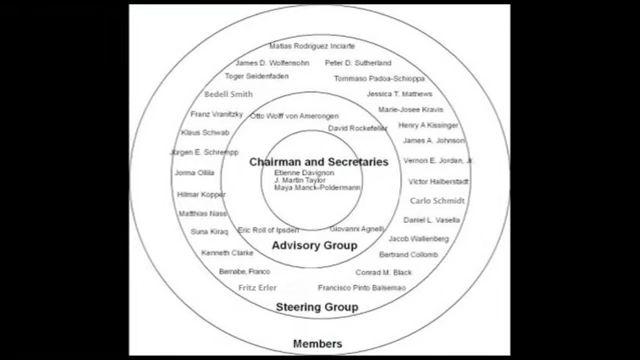 Matias Rodriguez Inciarte
James D. Wolfensohn
Peter D. Sutherland
Toger Seidenfaden
Tommaso Padoa-Schioppa
Bedell Smith
Jessica T. Mathews
Marie-Josee Kravis
Franz Vranitzky
Otto Wolff von Amerongen
David Rockefeller
Henry A Kissinger
Klaus Schwab
James A. Johnson
Jürgen E. Schrempp
Chairman and Secretaries
Vernon E. Jordan, Jr.
Jorma Ollila
Etienne Davignon
J. Martin Taylor
Maya Manck-Poldermann
Victor Halberstadt
Hilmar Kopper
Carlo Schmidt
Matthias Nass
Daniel L. Vasella
Suna Kiraq
Eric Roll of Ipsden
Giovanni Agnelli
Jacob Wallenberg
Advisory Group
Kenneth Clarke
Bertrand Collomb
Bernabe, Franco
Conrad M. Black
Fritz Erler
Francisco Pinto Balsemao
Steering Group
Members